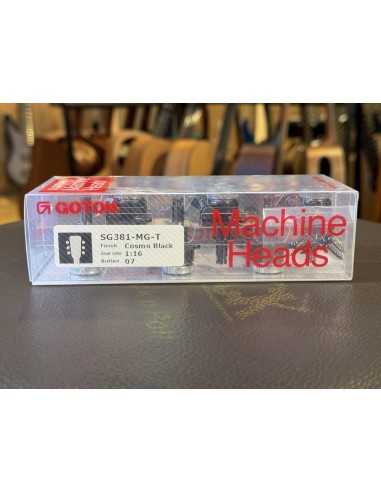 GOTOH
SG381-MG-T
Finish Cosmo Black
Gear ratio 1:16
Button 07
Machine
Heads